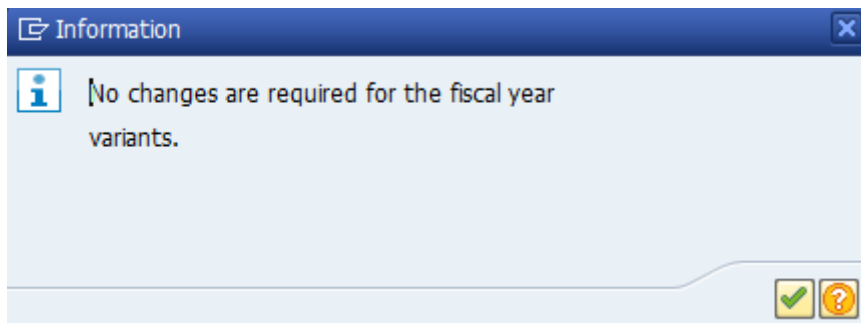 Information
No changes are required for the fiscal year
variants.